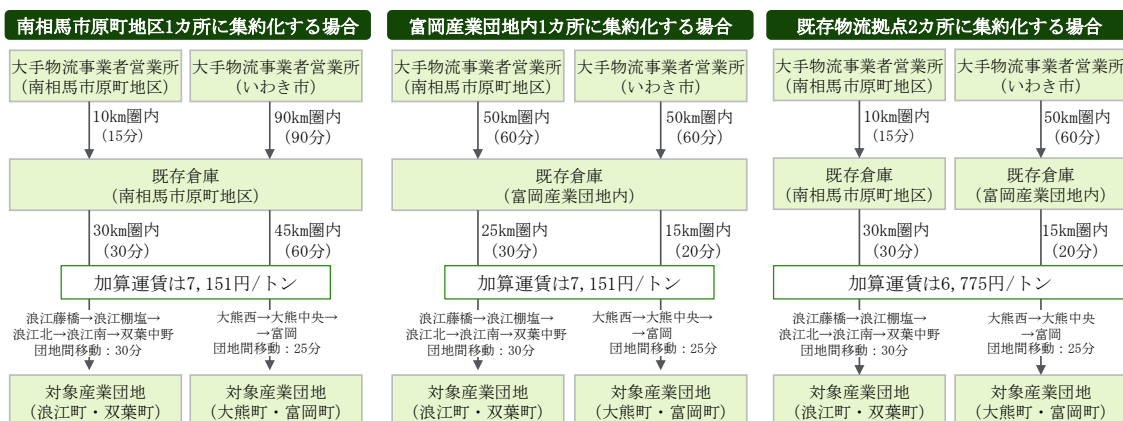 南相馬市原町地区1カ所に集約化する場合
大手物流事業者営業所
(南相馬市原町地区)
大手物流事業者営業所
(いわき市)
10km圏内
(15分)
90km圏内
(90分)
既存倉庫
(南相馬市原町地区)
30km圏内
(30分)
45km圏内
(60分)
加算運賃は7,151円/トン
浪江藤橋→浪江棚塩→
浪江北→浪江南→双葉中野
団地間移動：30分
大熊西→大熊中央→
→富岡
団地間移動：25分
対象産業団地
(浪江町・双葉町)
対象産業団地
(大熊町・富岡町)
富岡産業団地内1カ所に集約化する場合
大手物流事業者営業所
(南相馬市原町地区)
大手物流事業者営業所
(いわき市)
50km圏内
(60分)
50km圏内
(60分)
既存倉庫
(富岡産業団地内)
25km圏内
(30分)
15km圏内
(20分)
加算運賃は7,151円/トン
浪江藤橋→浪江棚塩→
浪江北→浪江南→双葉中野
団地間移動：30分
大熊西→大熊中央→
→富岡
団地間移動：25分
対象産業団地
(浪江町・双葉町)
対象産業団地
(大熊町・富岡町)
既存物流拠点2カ所に集約化する場合
大手物流事業者営業所
(南相馬市原町地区)
大手物流事業者営業所
(いわき市)
10km圏内
(15分)
50km圏内
(60分)
既存倉庫
(南相馬市原町地区)
既存倉庫
(富岡産業団地内)
30km圏内
(30分)
15km圏内
(20分)
加算運賃は6,775円/トン
浪江藤橋→浪江棚塩→
浪江北→浪江南→双葉中野
団地間移動：30分
大熊西→大熊中央
→富岡
団地間移動：25分
対象産業団地
(浪江町・双葉町)
対象産業団地
(大熊町・富岡町)